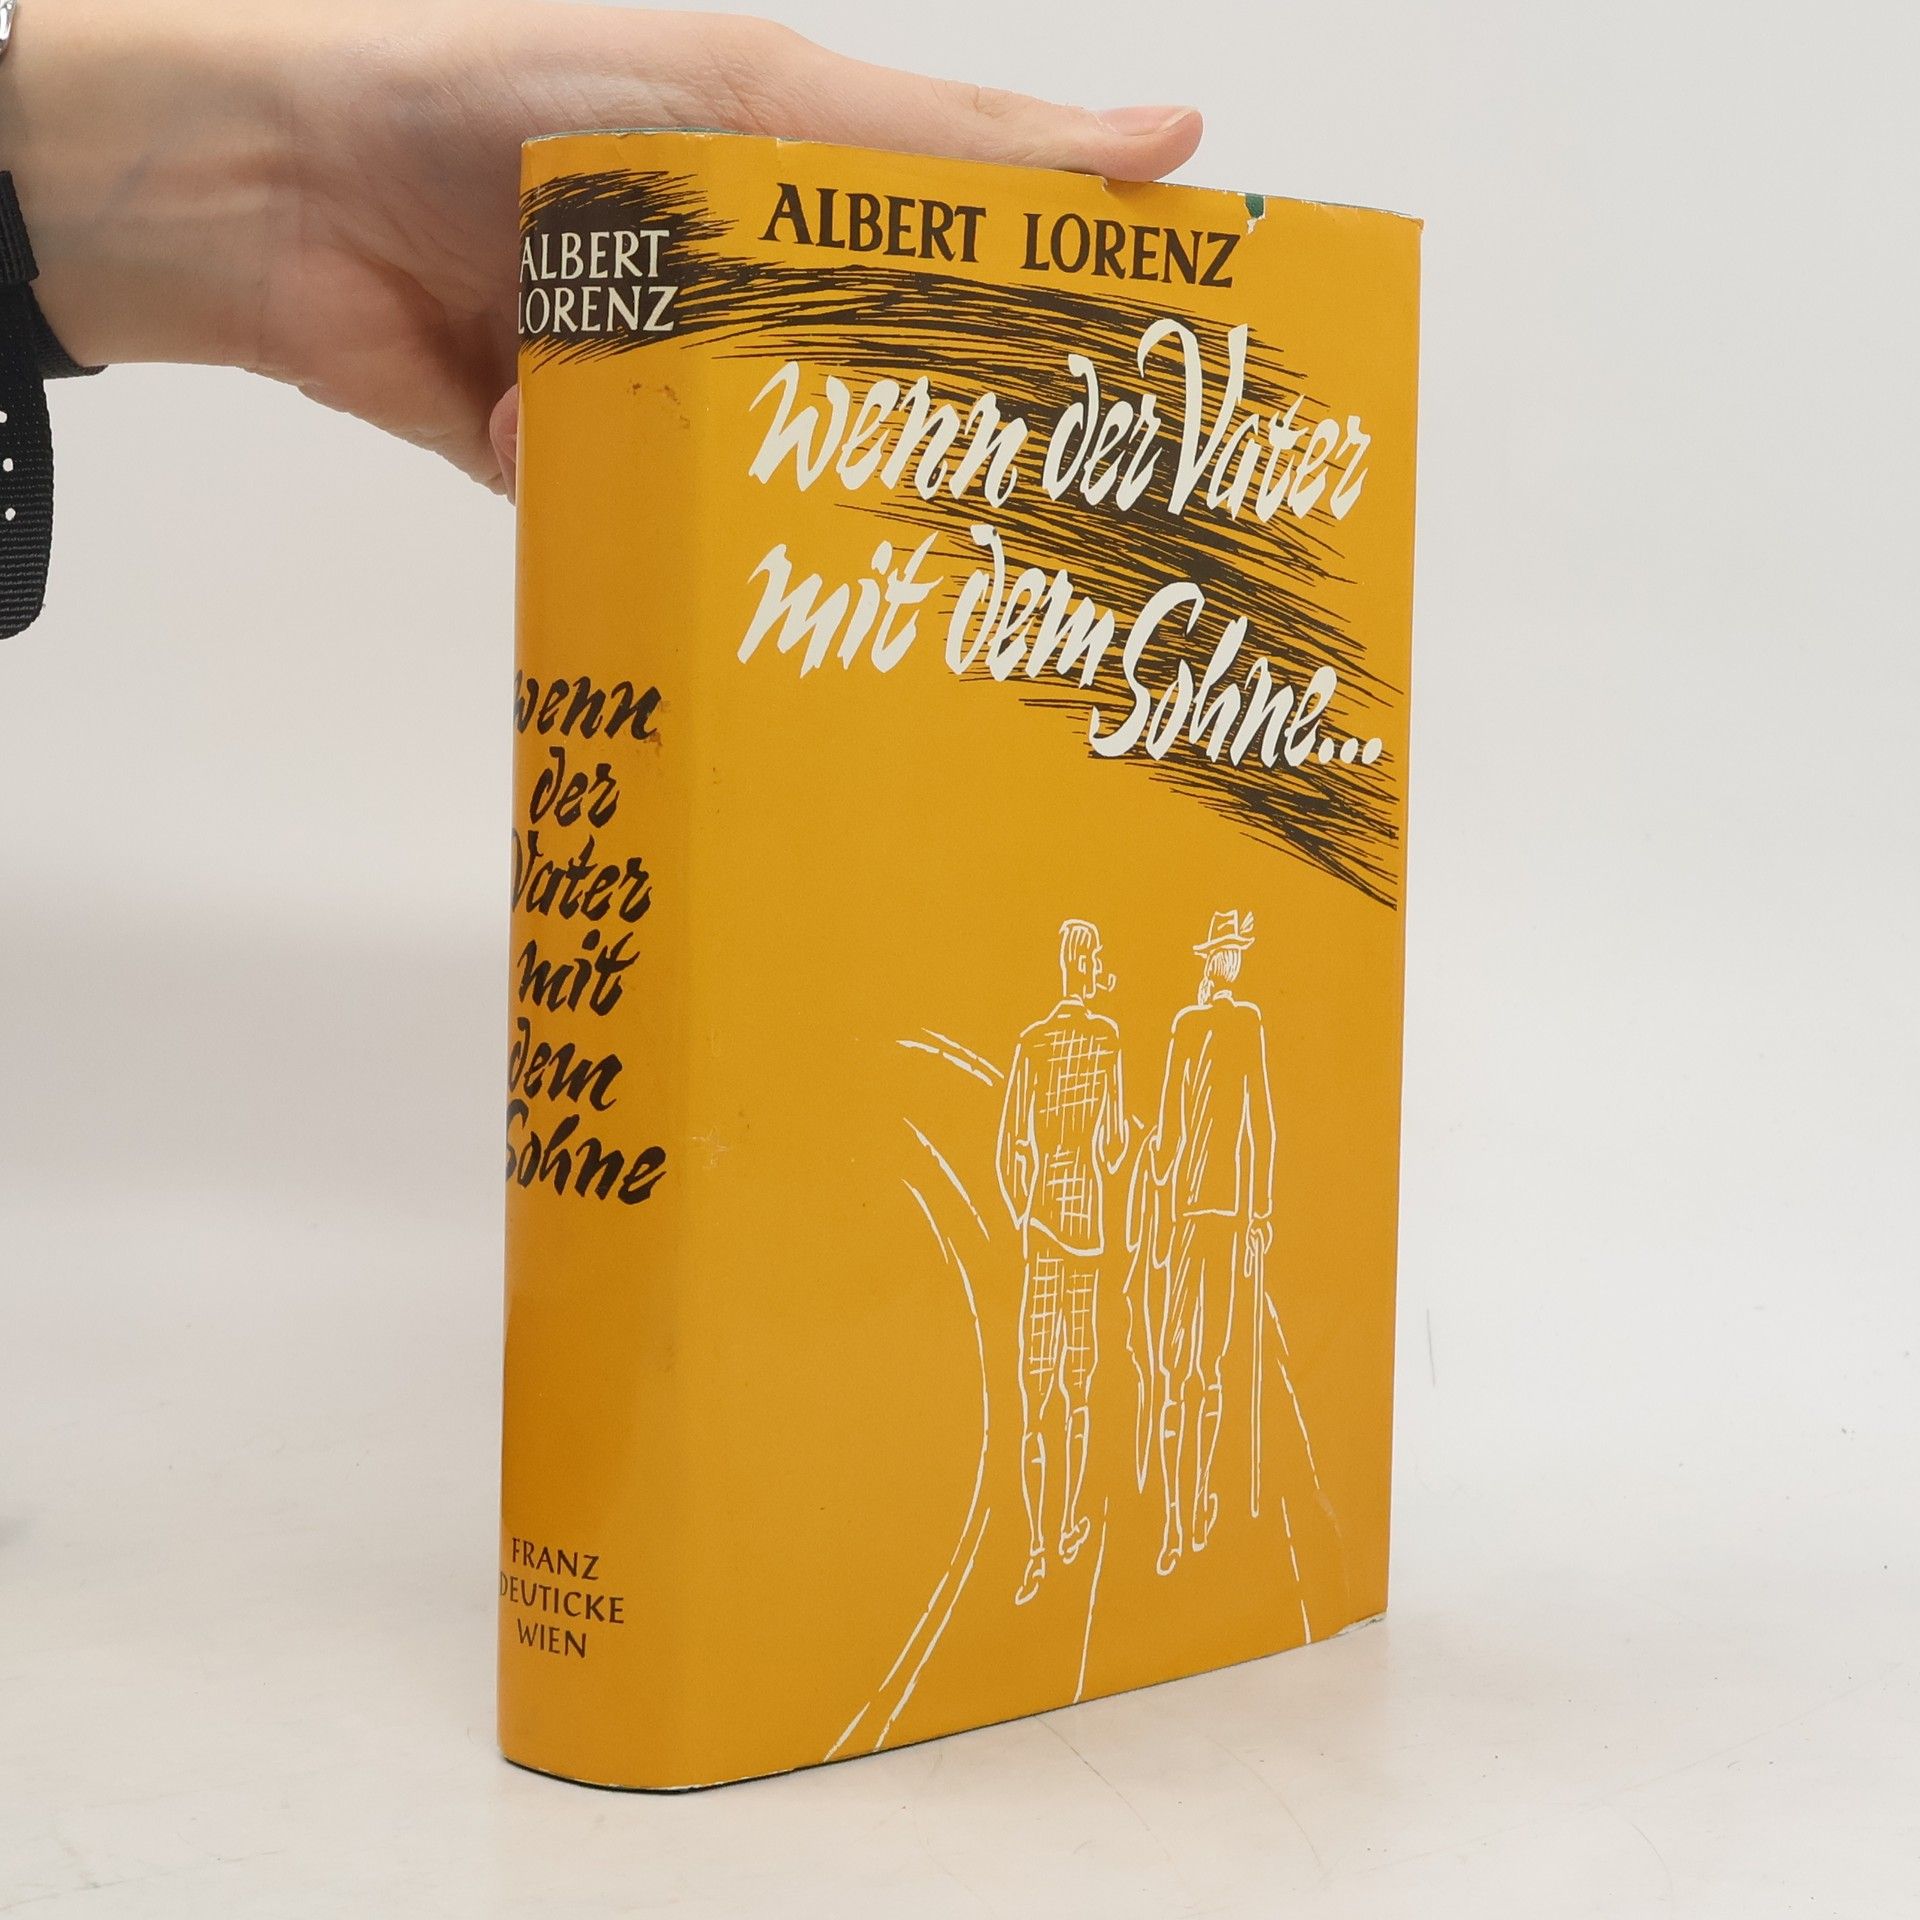 ALBERT
LORENZ
wenn
der
Vater
mit
dem
Sohne
FRANZ
DEUTICKE
WIEN
ALBERT LORENZ
wenn der Vater
mit dem Sohne...